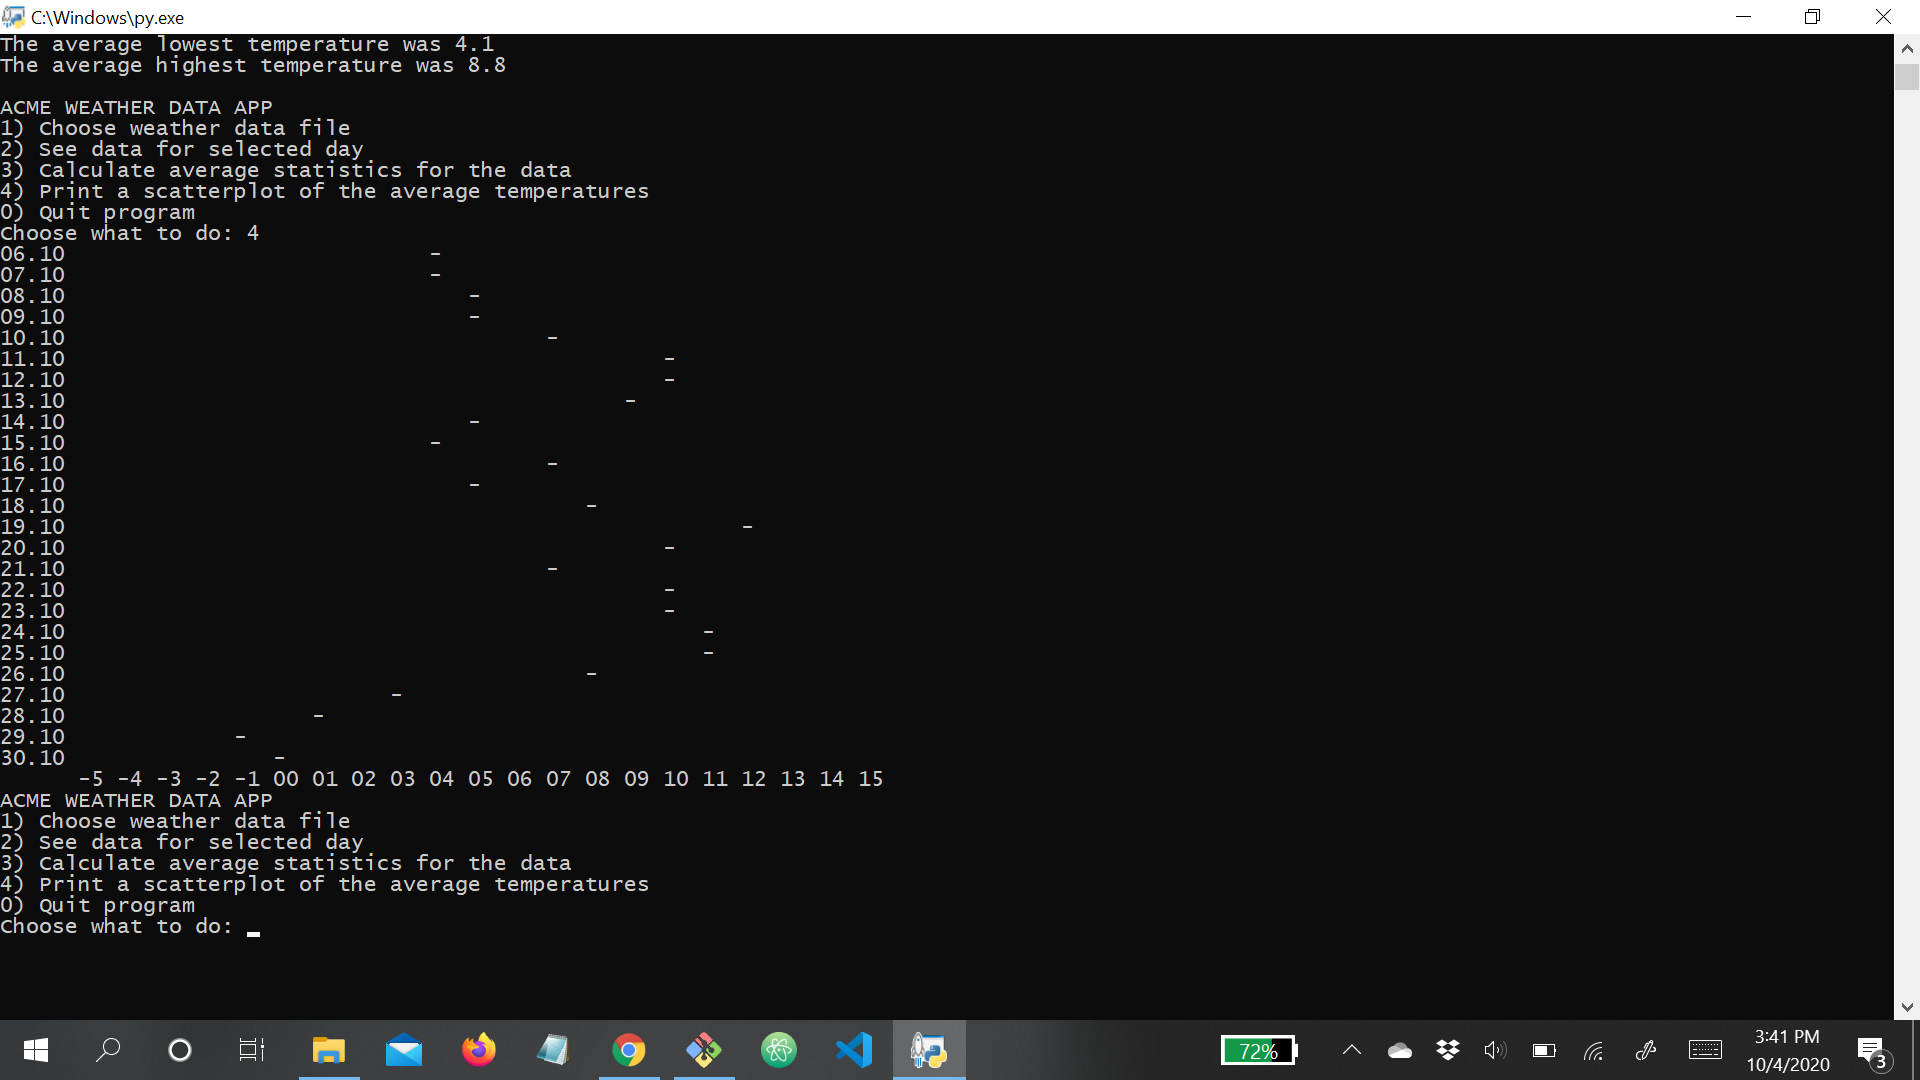 C:\Windows\py.exe
The average lowest temperature was 4.1
The average highest temperature was 8.8
ACME WEATHER DATA APP
1) Choose weather data file
2) See data for selected day
3) Calculate average statistics for the data
4) Print a scatterplot of the average temperatures
0) Quit program
Choose what to do: 4
06.10                            -
07.10                            -
08.10                               -
09.10                               -
10.10                                     -
11.10                                              -
12.10                                              -
13.10                                           -
14.10                               -
15.10                            -
16.10                                     -
17.10                               -
18.10                                        -
19.10                                                    -
20.10                                              -
21.10                                     -
22.10                                              -
23.10                                              -
24.10                                                 -
25.10                                                 -
26.10                                        -
27.10                         -
28.10                   -
29.10             -
30.10                -
      -5 -4 -3 -2 -1 00 01 02 03 04 05 06 07 08 09 10 11 12 13 14 15
ACME WEATHER DATA APP
1) Choose weather data file
2) See data for selected day
3) Calculate average statistics for the data
4) Print a scatterplot of the average temperatures
0) Quit program
Choose what to do:
72%
3:41 PM
10/4/2020
3